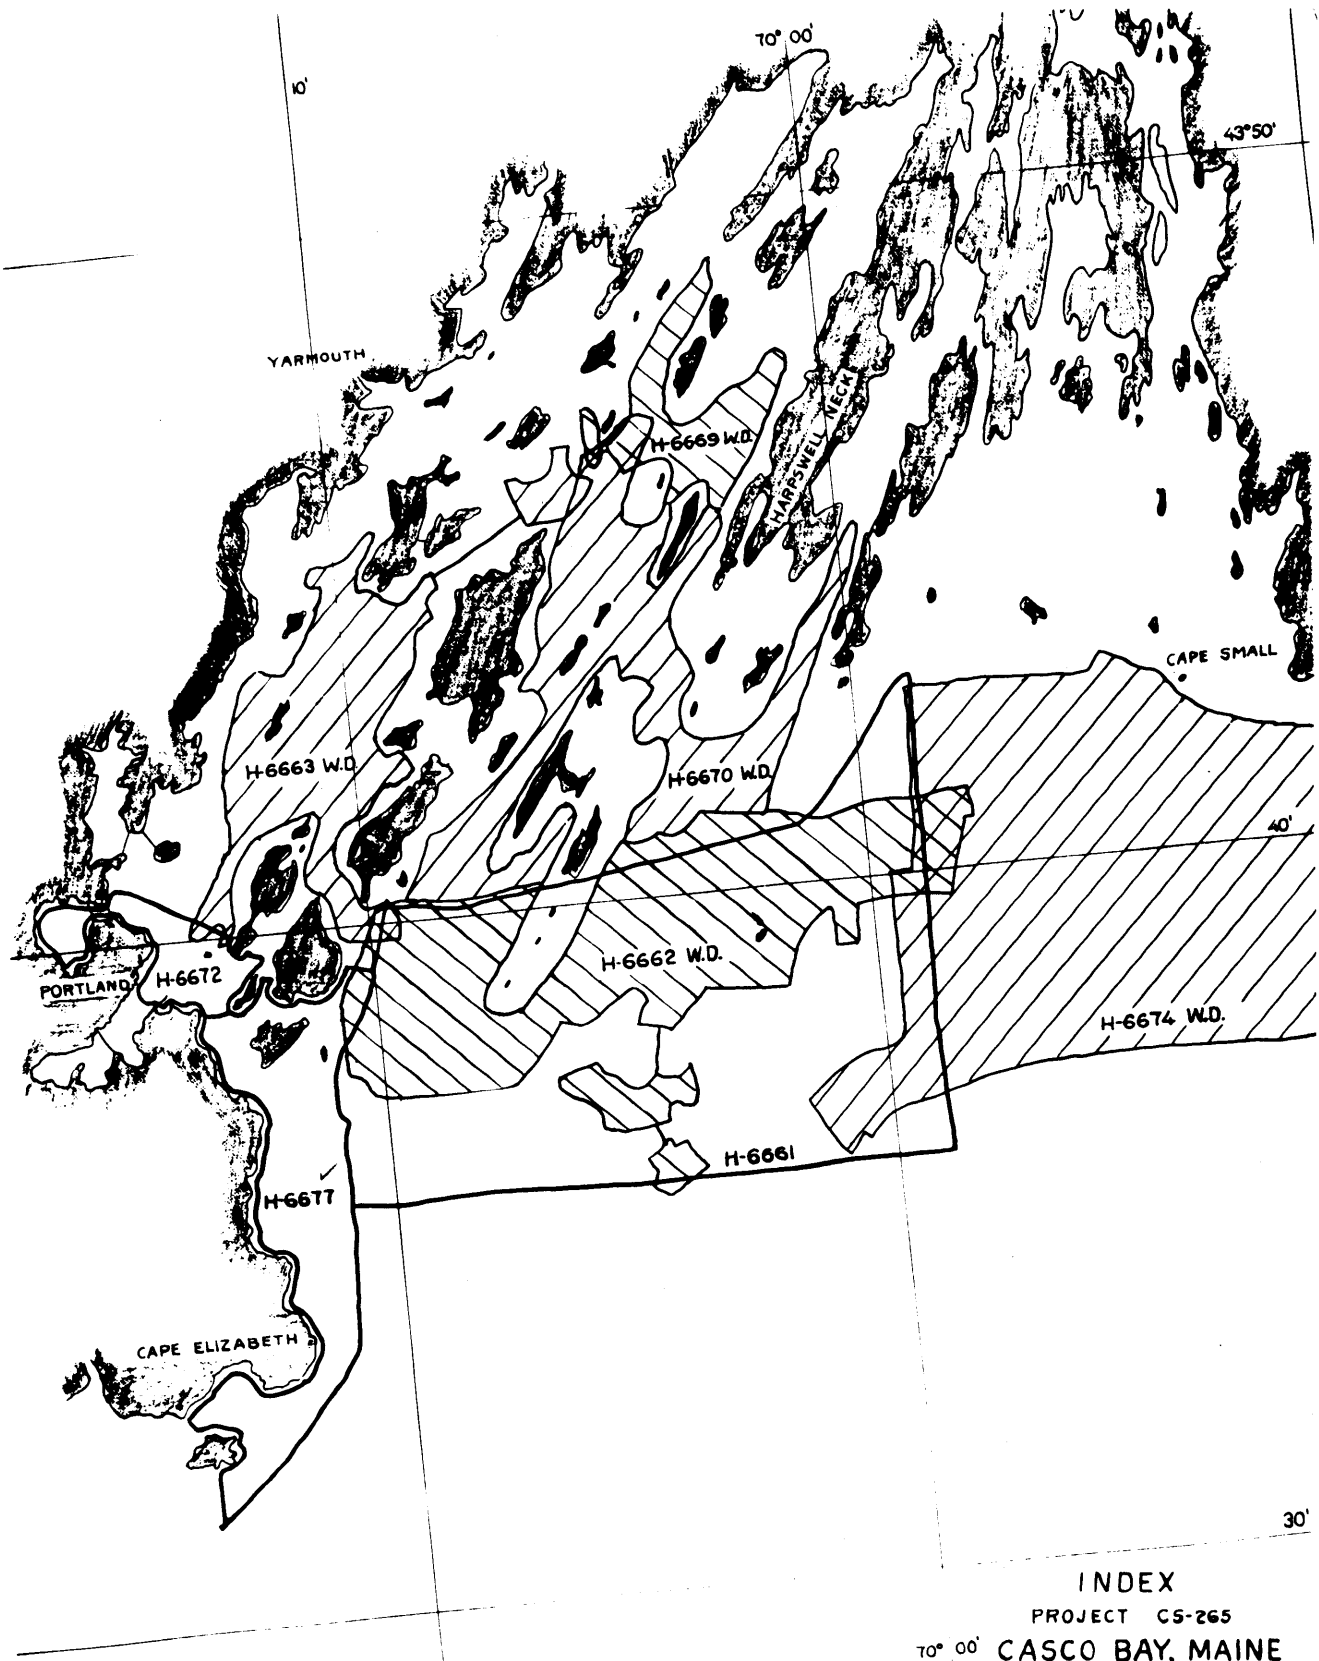 70° 00'
10'
43°50'
YARMOUTH
H-6669 W.D.
HARPSWELL NECK
CAPE SMALL
H-6663 W.D.
H-6670 W.D.
40'
H-6662 W.D.
H-6672
PORTLAND
H-6674 W.D.
H-6661
H-6677
CAPE ELIZABETH
30'
INDEX
PROJECT CS-265
70° 00' CASCO BAY, MAINE